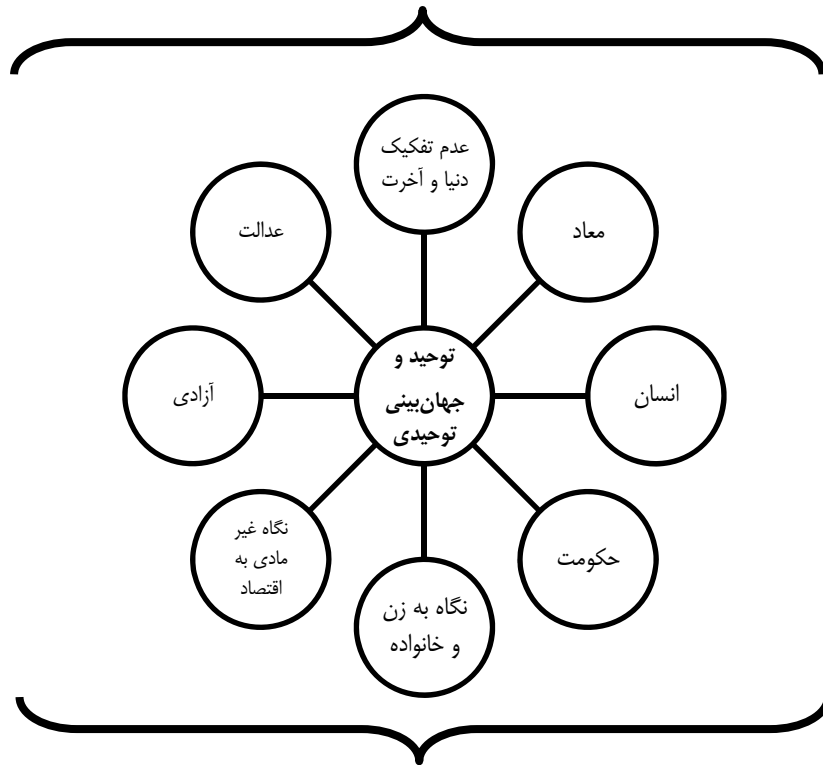 عدم تفکیک
دنیا و آخرت
معاد
عدالت
انسان
توحید و
جهان‌بینی
توحیدی
آزادی
حکومت
نگاه غیر
مادی به
اقتصاد
نگاه به زن
و خانواده